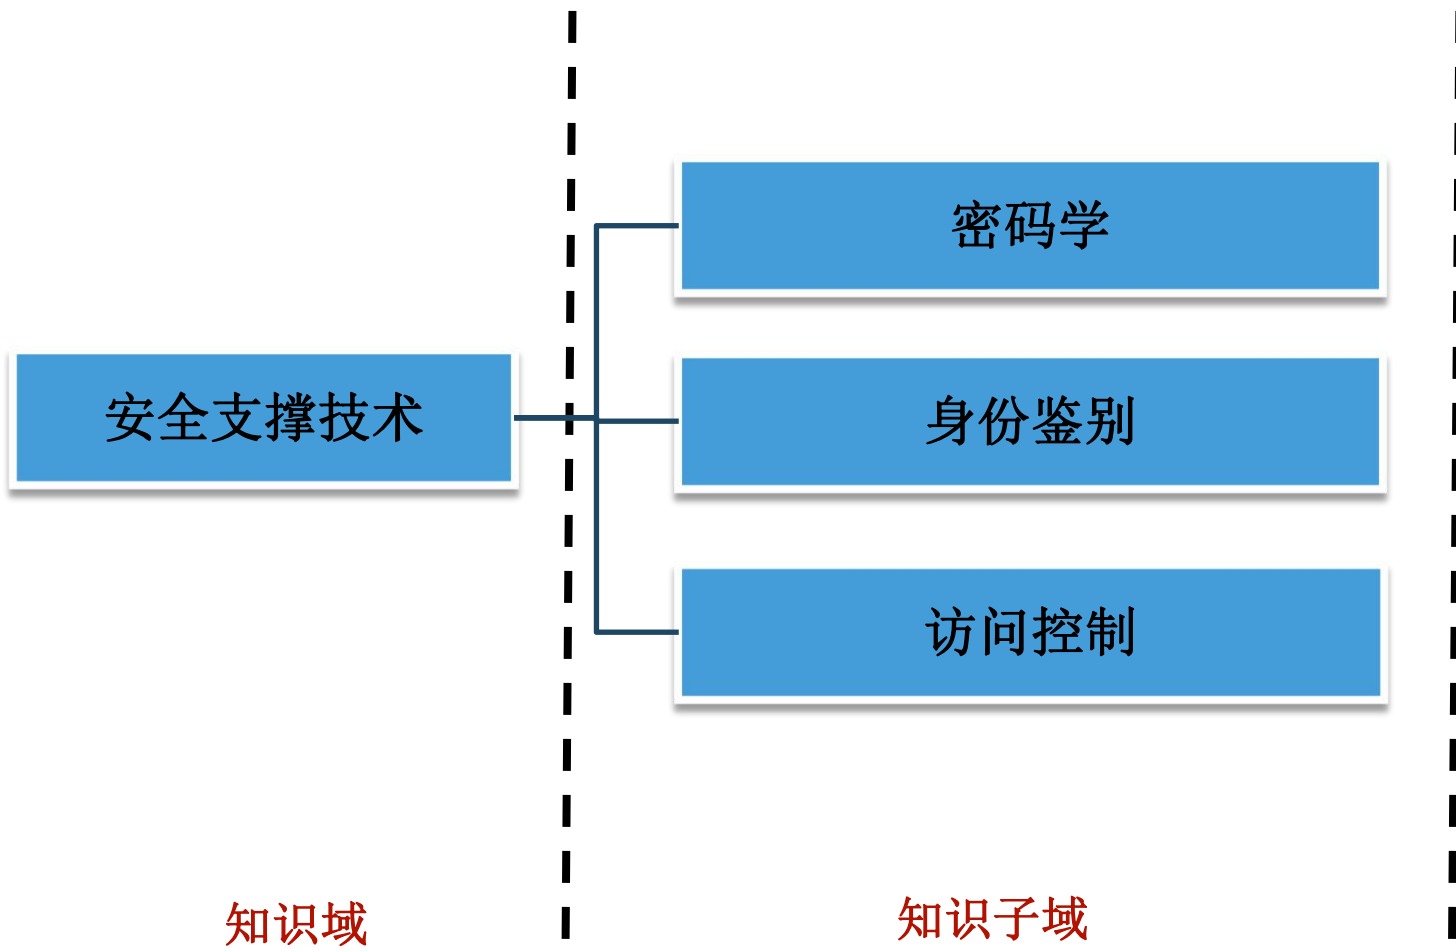 密码学
安全支撑技术
身份鉴别
访问控制
知识域
知识子域